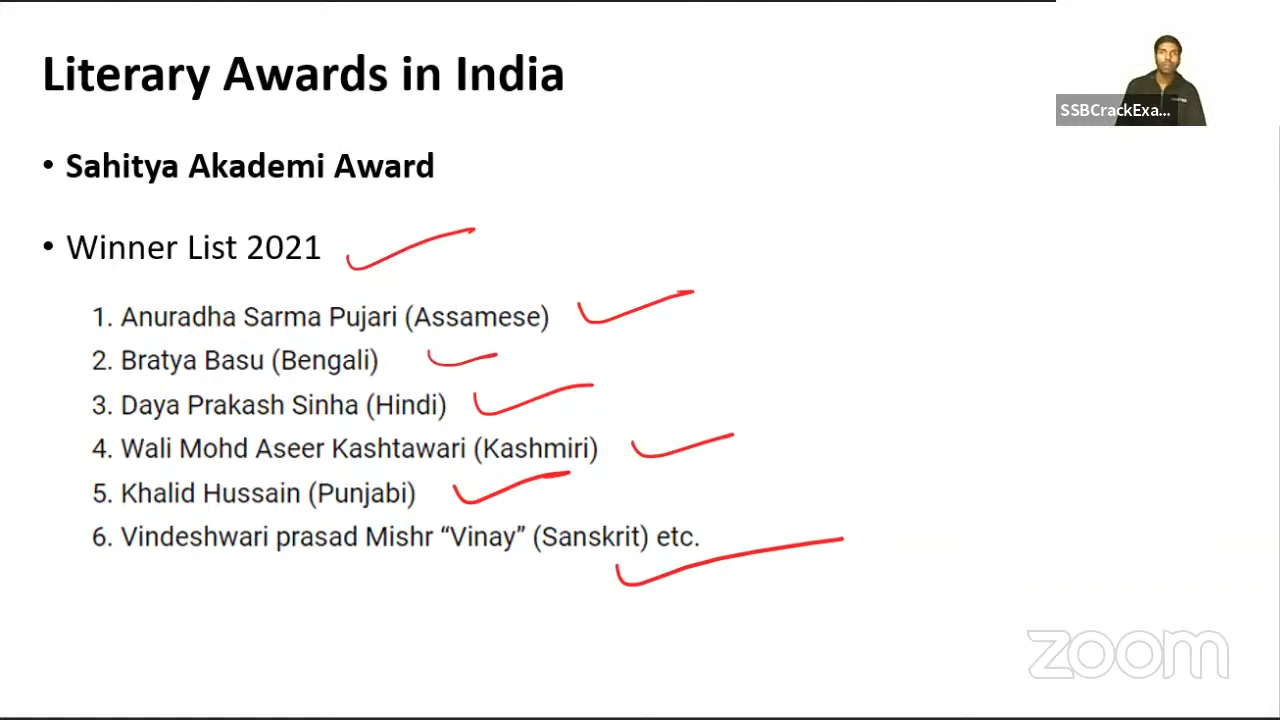 Literary Awards in India
SSBCrackExa...
• Sahitya Akademi Award
• Winner List 2021
1. Anuradha Sarma Pujari (Assamese)
2. Bratya Basu (Bengali)
3. Daya Prakash Sinha (Hindi)
4. Wali Mohd Aseer Kashtawari (Kashmiri)
5. Khalid Hussain (Punjabi)
6. Vindeshwari prasad Mishr “Vinay” (Sanskrit) etc.
zoom